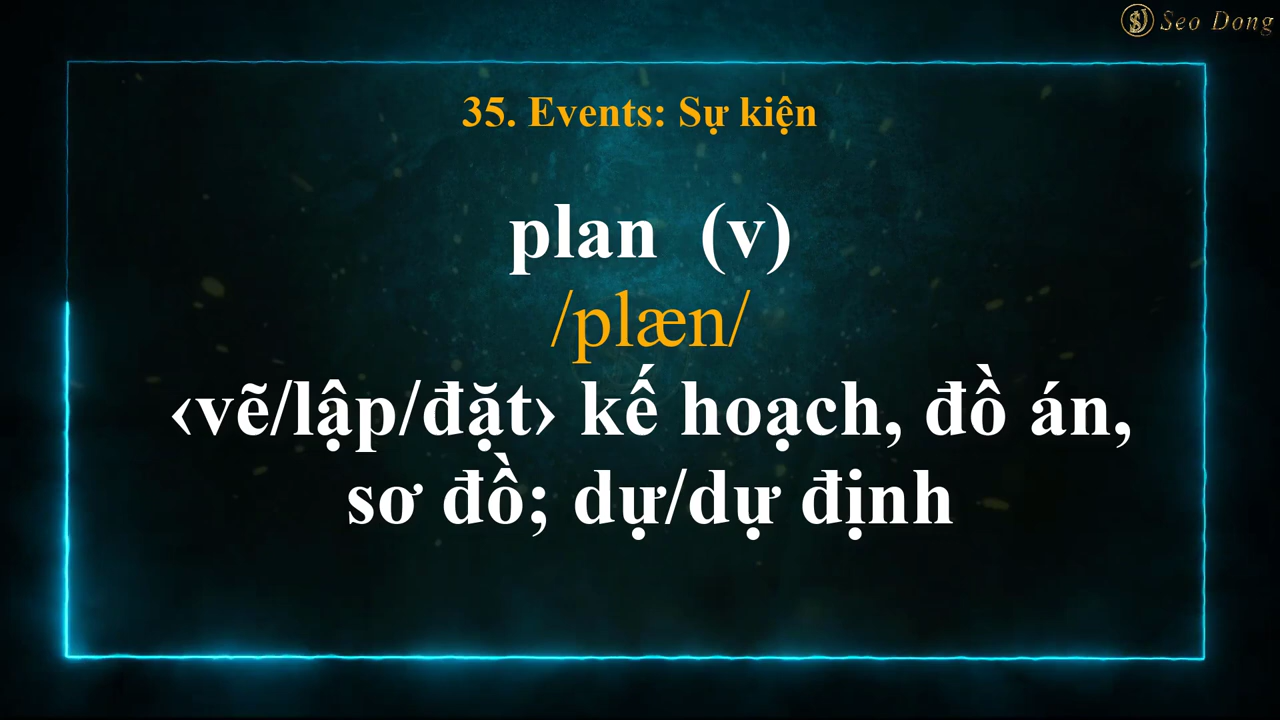 Seo Dong
35. Events: Sự kiện
plan (v)
/plæn/
‹vẽ/lập/đặt› kế hoạch, đồ án,
sơ đồ; dự/dự định